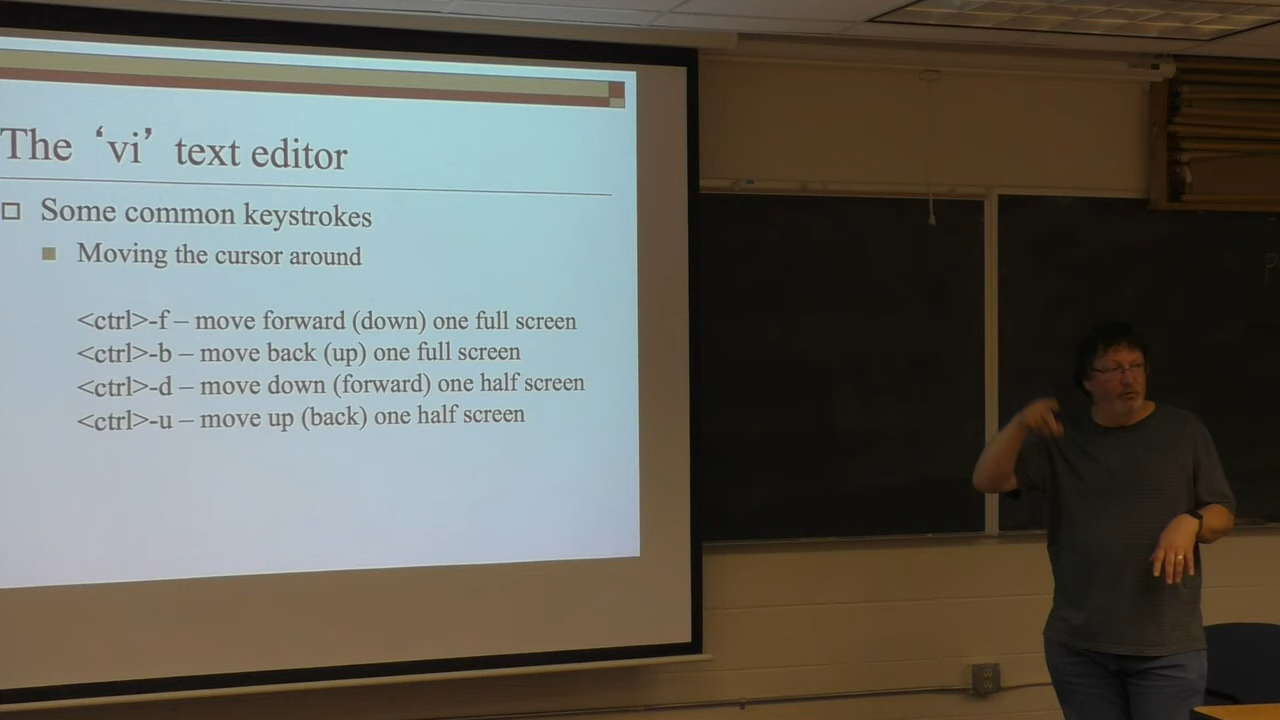 The ‘vi’ text editor
Some common keystrokes
Moving the cursor around
<ctrl>-f – move forward (down) one full screen
<ctrl>-b – move back (up) one full screen
<ctrl>-d – move down (forward) one half screen
<ctrl>-u – move up (back) one half screen